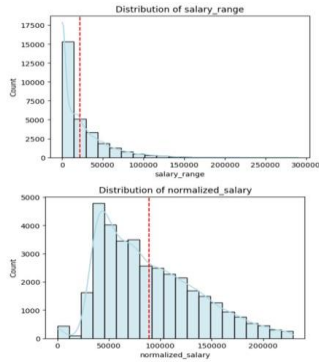 Distribution of salary_range
17500
15000
12500
10000
7500
5000
2500
0
Count
0 50000 100000 150000 200000 250000 300000
salary_range
Distribution of normalized_salary
5000
4000
3000
2000
1000
0
Count
0 50000 100000 150000 200000
normalized_salary